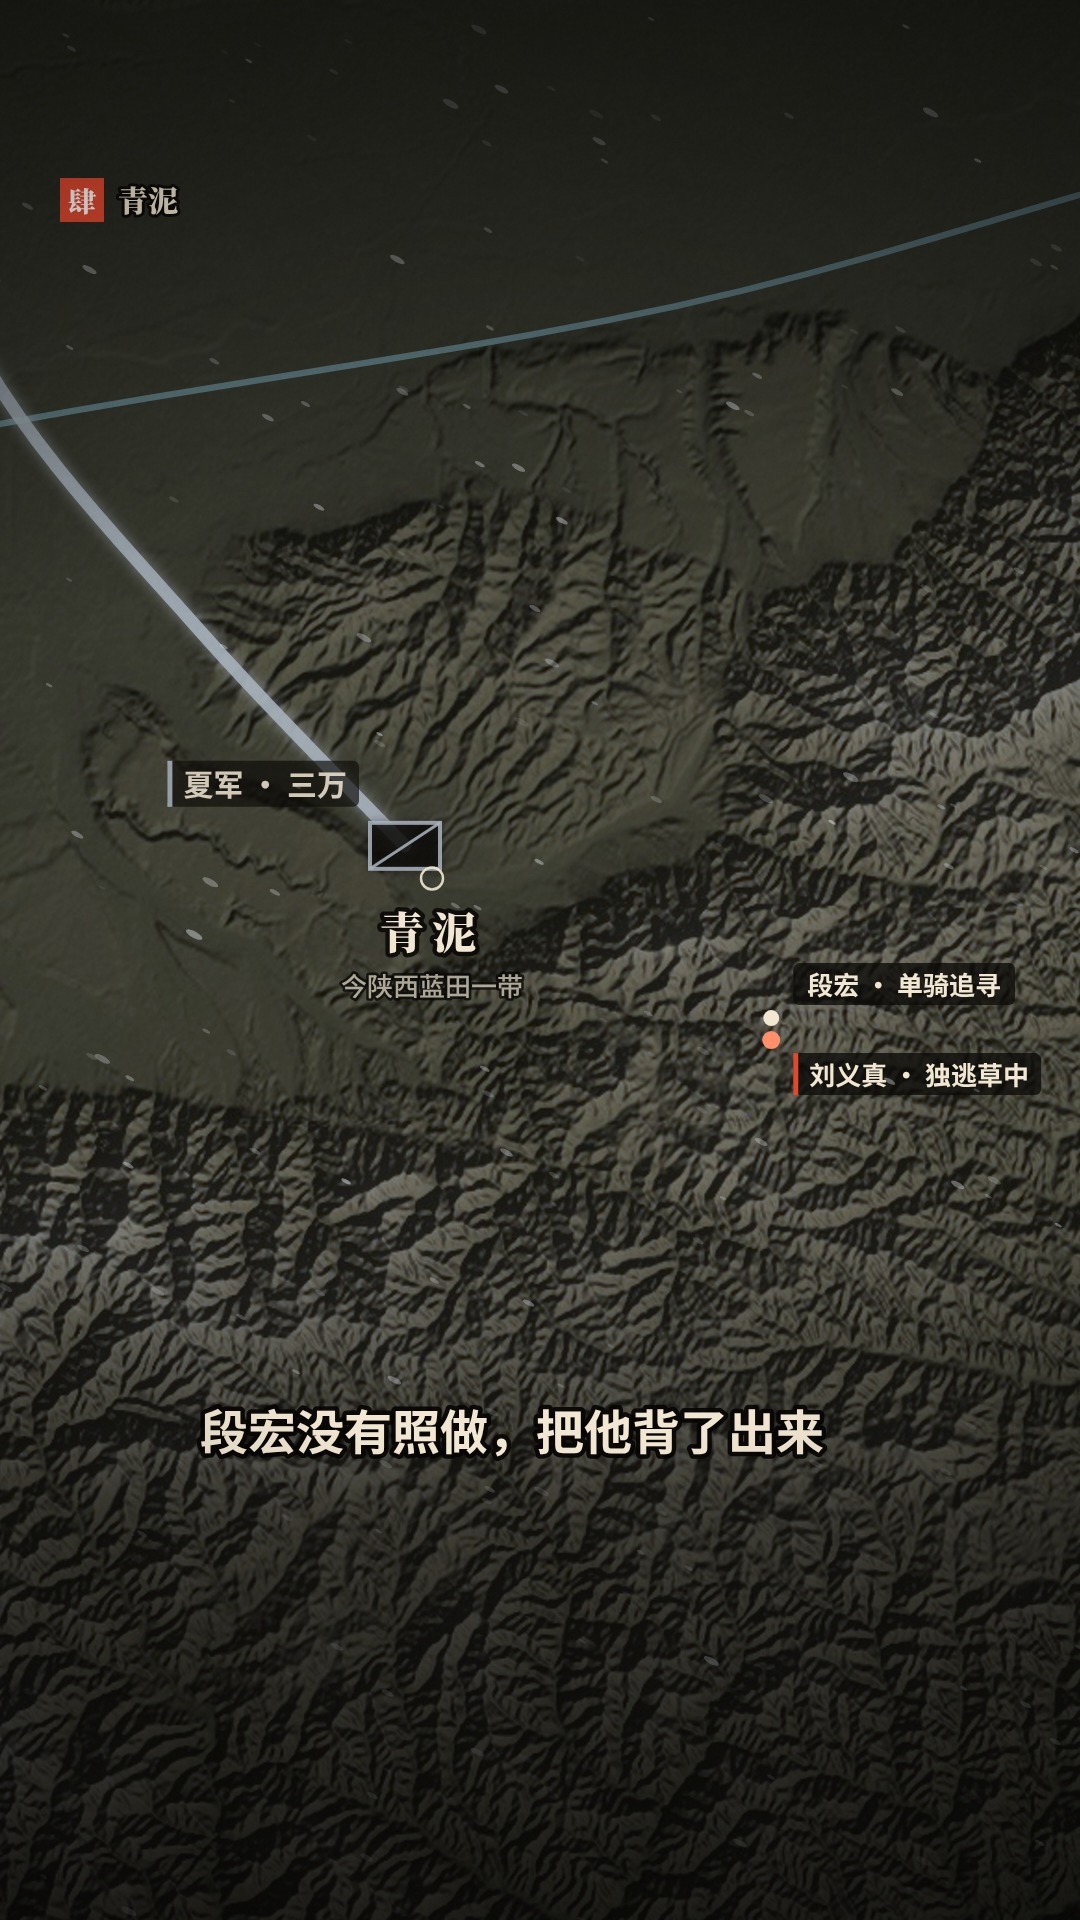 肆 青泥
夏军 · 三万
青泥
今陕西蓝田一带
段宏 · 单骑追寻
刘义真 · 独逃草中
段宏没有照做，把他背了出来